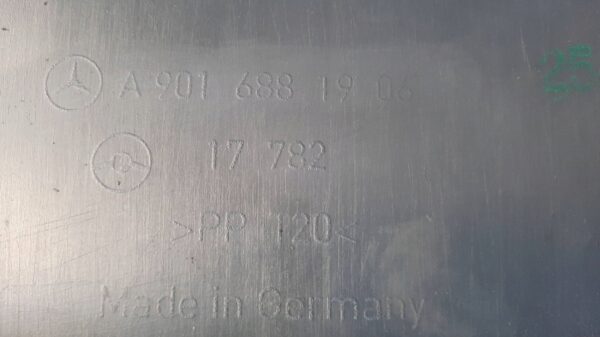 A 901 688 19 06
17 782
>PP T20<
Made in Germany